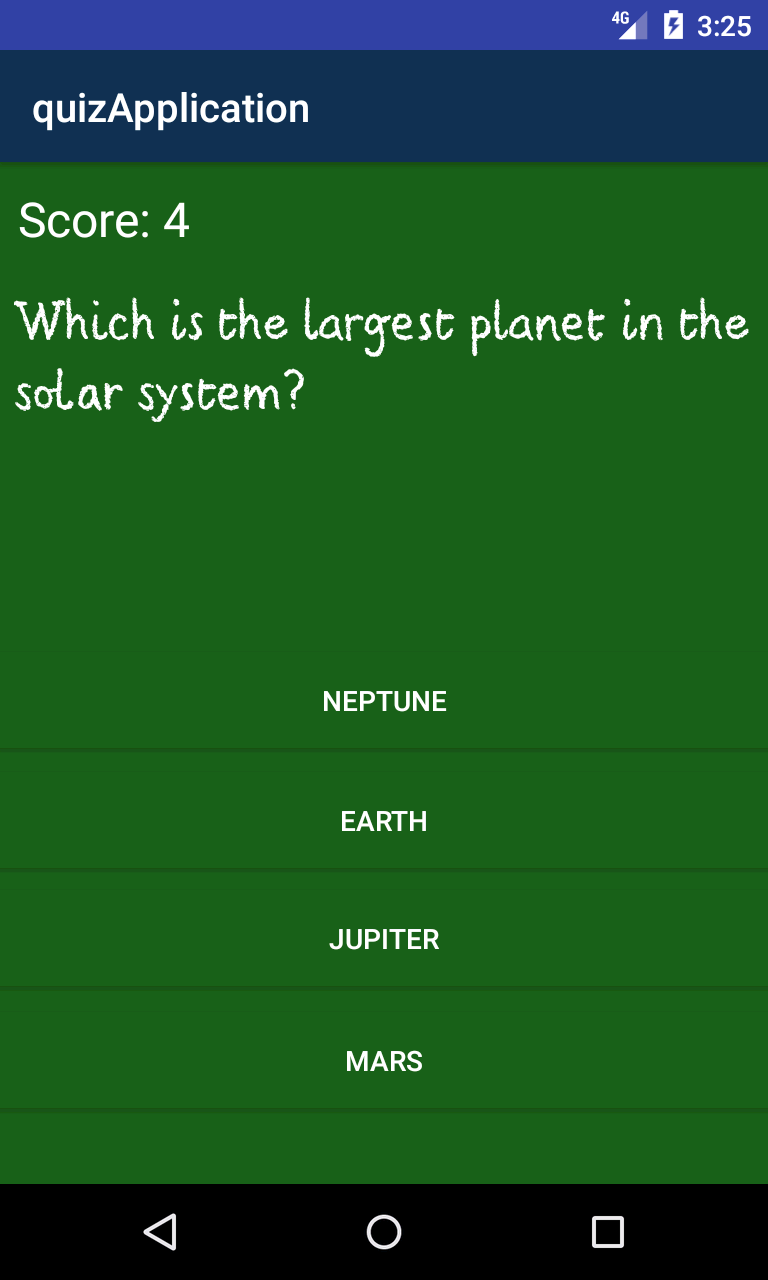 4G 3:25
quizApplication
Score: 4
Which is the largest planet in the
solar system?
NEPTUNE
EARTH
JUPITER
MARS